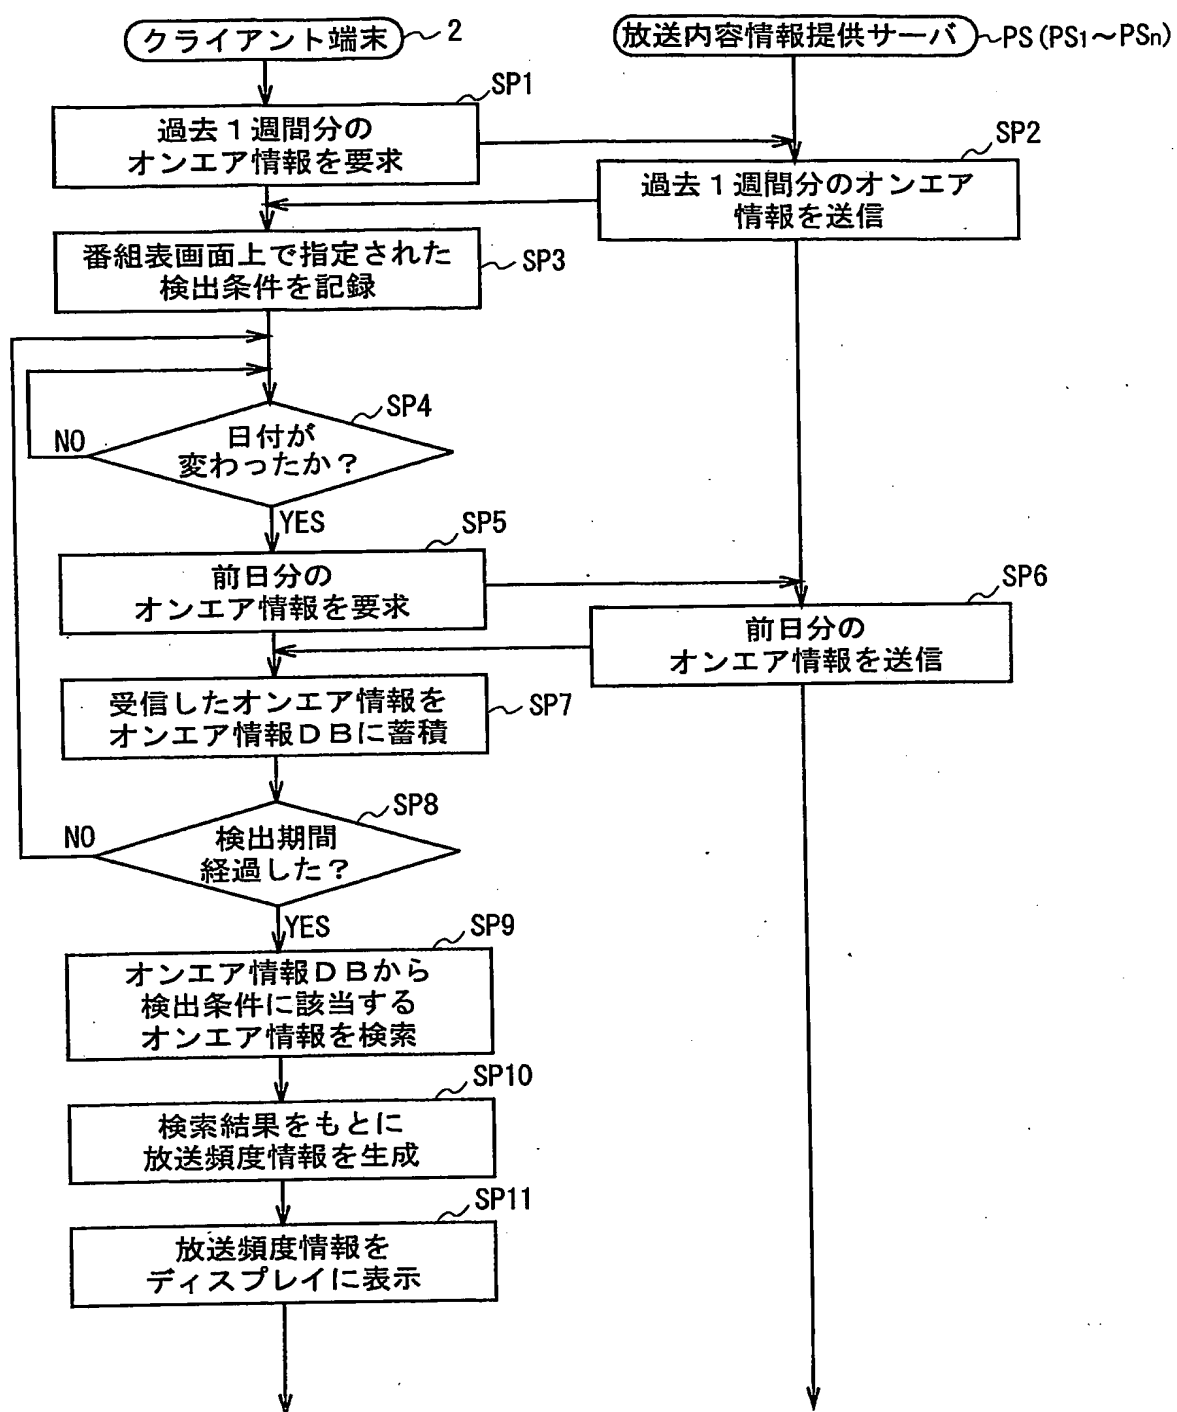 クライアント端末
2
放送内容情報提供サーバ
PS(PS1～PSn)
SP1
過去1週間分の
オンエア情報を要求
SP2
過去1週間分のオンエア
情報を送信
番組表画面上で指定された
検出条件を記録
SP3
SP4
日付が
変わったか？
NO
YES
SP5
前日分の
オンエア情報を要求
SP6
前日分の
オンエア情報を送信
受信したオンエア情報を
オンエア情報DBに蓄積
SP7
SP8
検出期間
経過した？
NO
YES
SP9
オンエア情報DBから
検出条件に該当する
オンエア情報を検索
SP10
検索結果をもとに
放送頻度情報を生成
SP11
放送頻度情報を
ディスプレイに表示